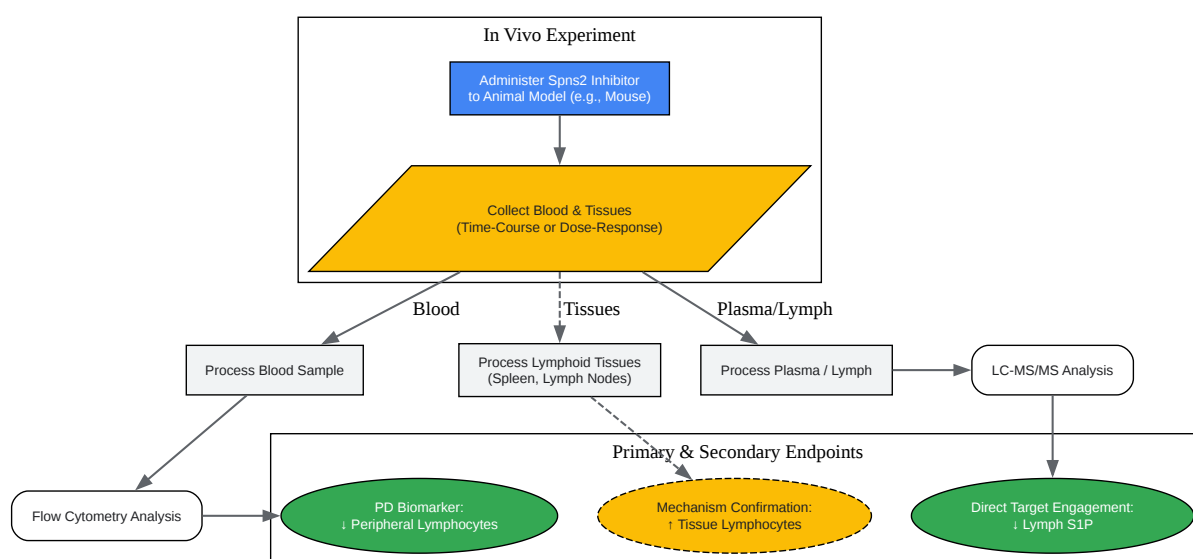 In Vivo Experiment
Administer Spns2 Inhibitor
to Animal Model (e.g., Mouse)
Collect Blood & Tissues
(Time-Course or Dose-Response)
Blood
Tissues
Plasma/Lymph
Process Blood Sample
Process Lymphoid Tissues
(Spleen, Lymph Nodes)
Process Plasma / Lymph
LC-MS/MS Analysis
Primary & Secondary Endpoints
Flow Cytometry Analysis
PD Biomarker:
↓ Peripheral Lymphocytes
Mechanism Confirmation:
↑ Tissue Lymphocytes
Direct Target Engagement:
↓ Lymph S1P